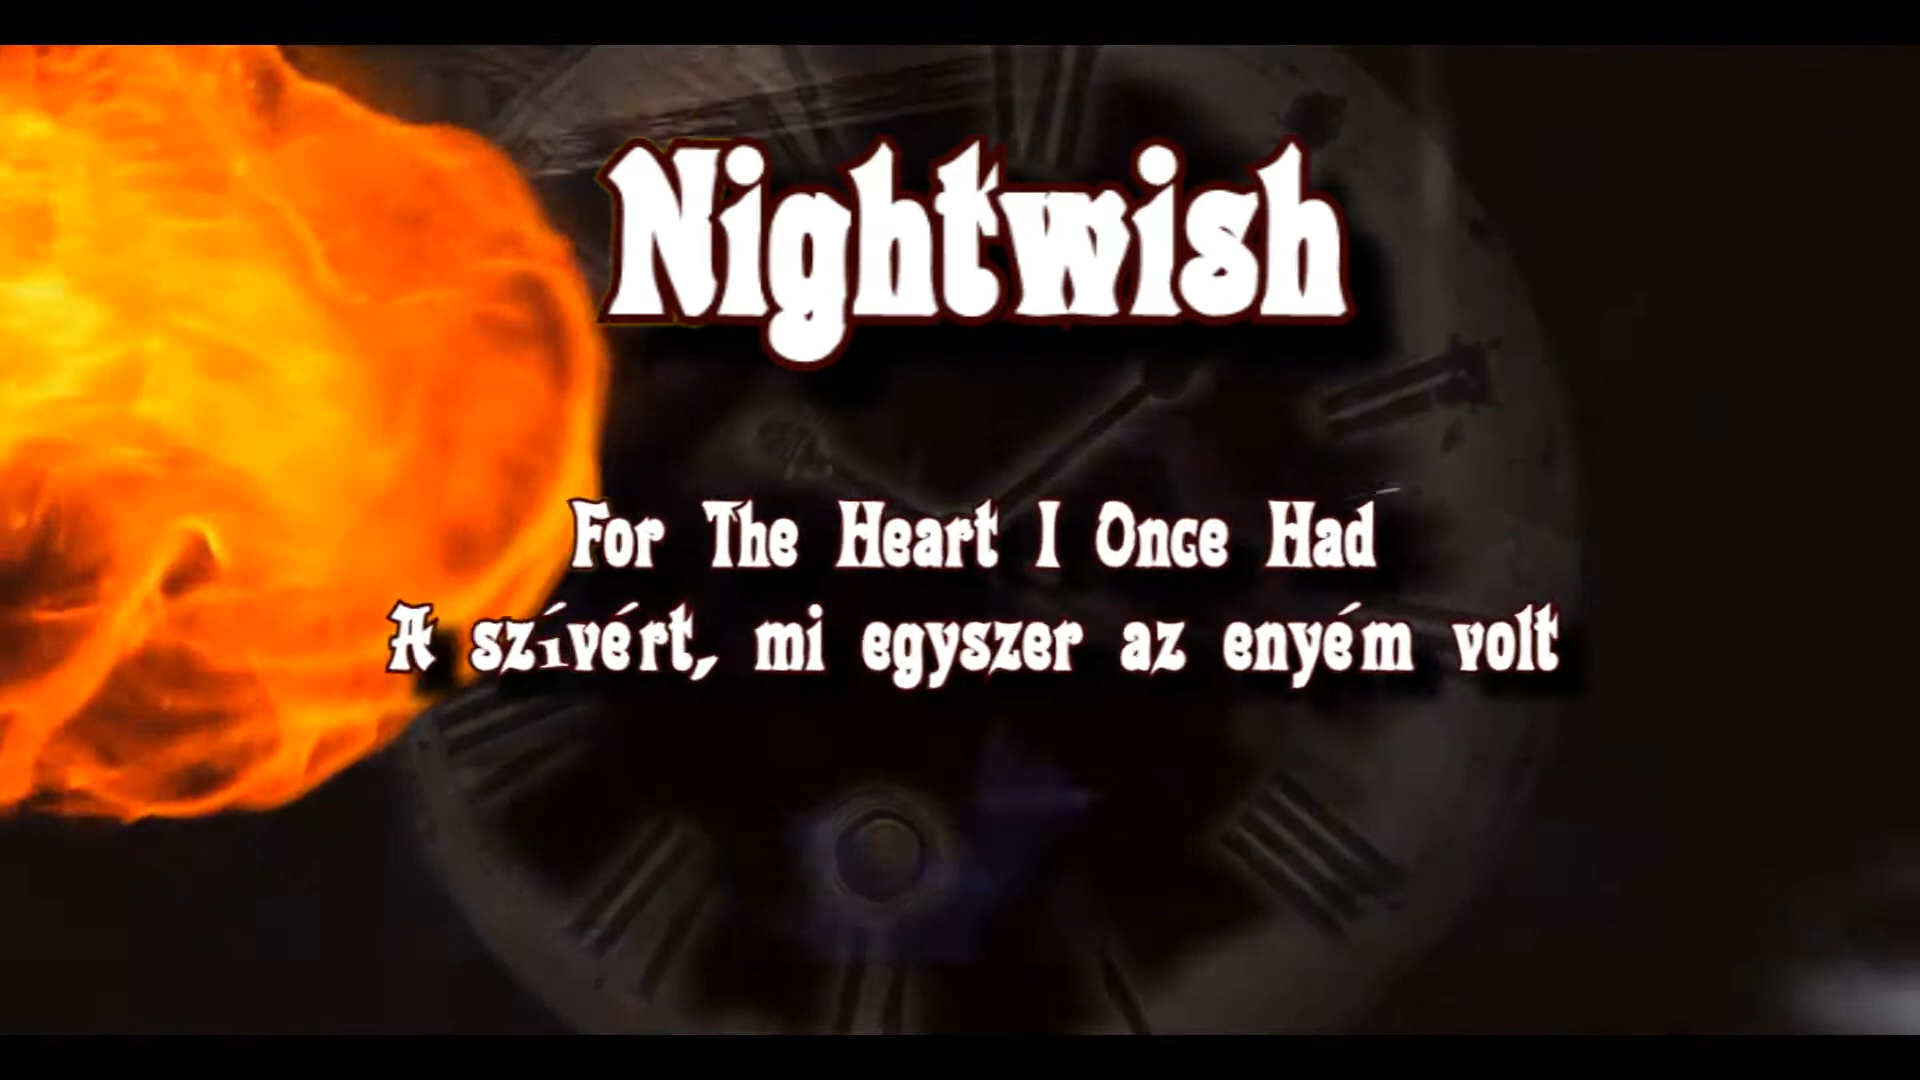 Nightwish
For The Heart I Once Had
A szívért, mi egyszer az enyém volt